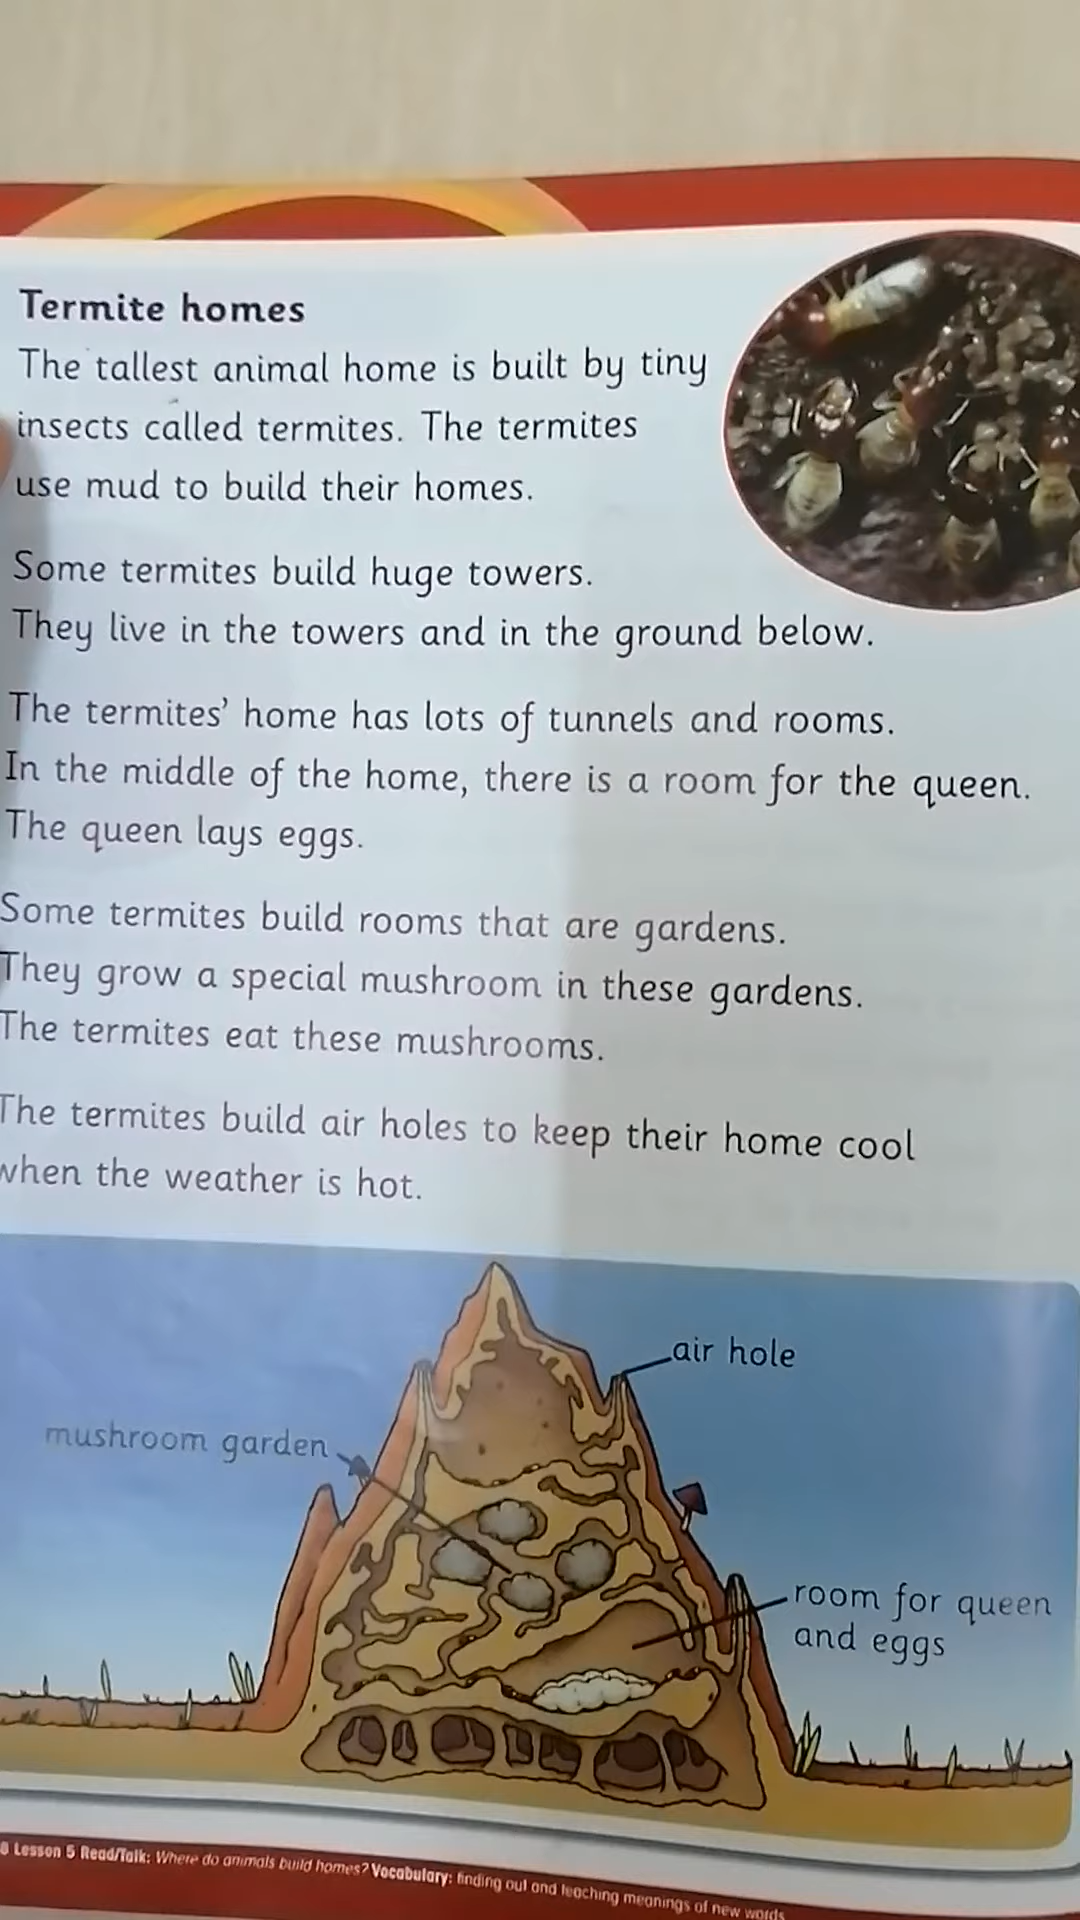 Termite homes
The tallest animal home is built by tiny
insects called termites. The termites
use mud to build their homes.
Some termites build huge towers.
They live in the towers and in the ground below.
The termites' home has lots of tunnels and rooms.
In the middle of the home, there is a room for the queen.
The queen lays eggs.
Some termites build rooms that are gardens.
They grow a special mushroom in these gardens.
The termites eat these mushrooms.
The termites build air holes to keep their home cool
when the weather is hot.
air hole
mushroom garden
room for queen
and eggs
Lesson 5 Read/Talk: Where do animals build homes? Vocabulary: finding out and teaching meanings of new words